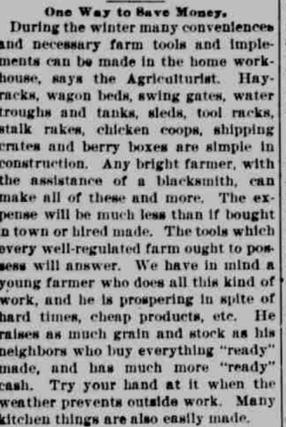 One Way to Save Money.
During the winter many conveniences
and necessary farm tools and imple-
ments can be made in the home work-
house, says the Agriculturist. Hay-
racks, wagon beds, swing gates, water
troughs and tanks, sleds, tool racks,
stalk rakes, chicken coops, shipping
crates and berry boxes are simple in
construction. Any bright farmer, with
the assistance of a blacksmith, can
make all of these and more. The ex-
pense will be much less than if bought
in town or hired made. The tools which
every well-regulated farm ought to pos-
sess will answer. We have in mind a
young farmer who does all this kind of
work, and he is prospering in spite of
hard times, cheap products, etc. He
raises as much grain and stock as his
neighbors who buy everything "ready"
made, and has much more "ready"
cash. Try your hand at it when the
weather prevents outside work. Many
kitchen things are also easily made.